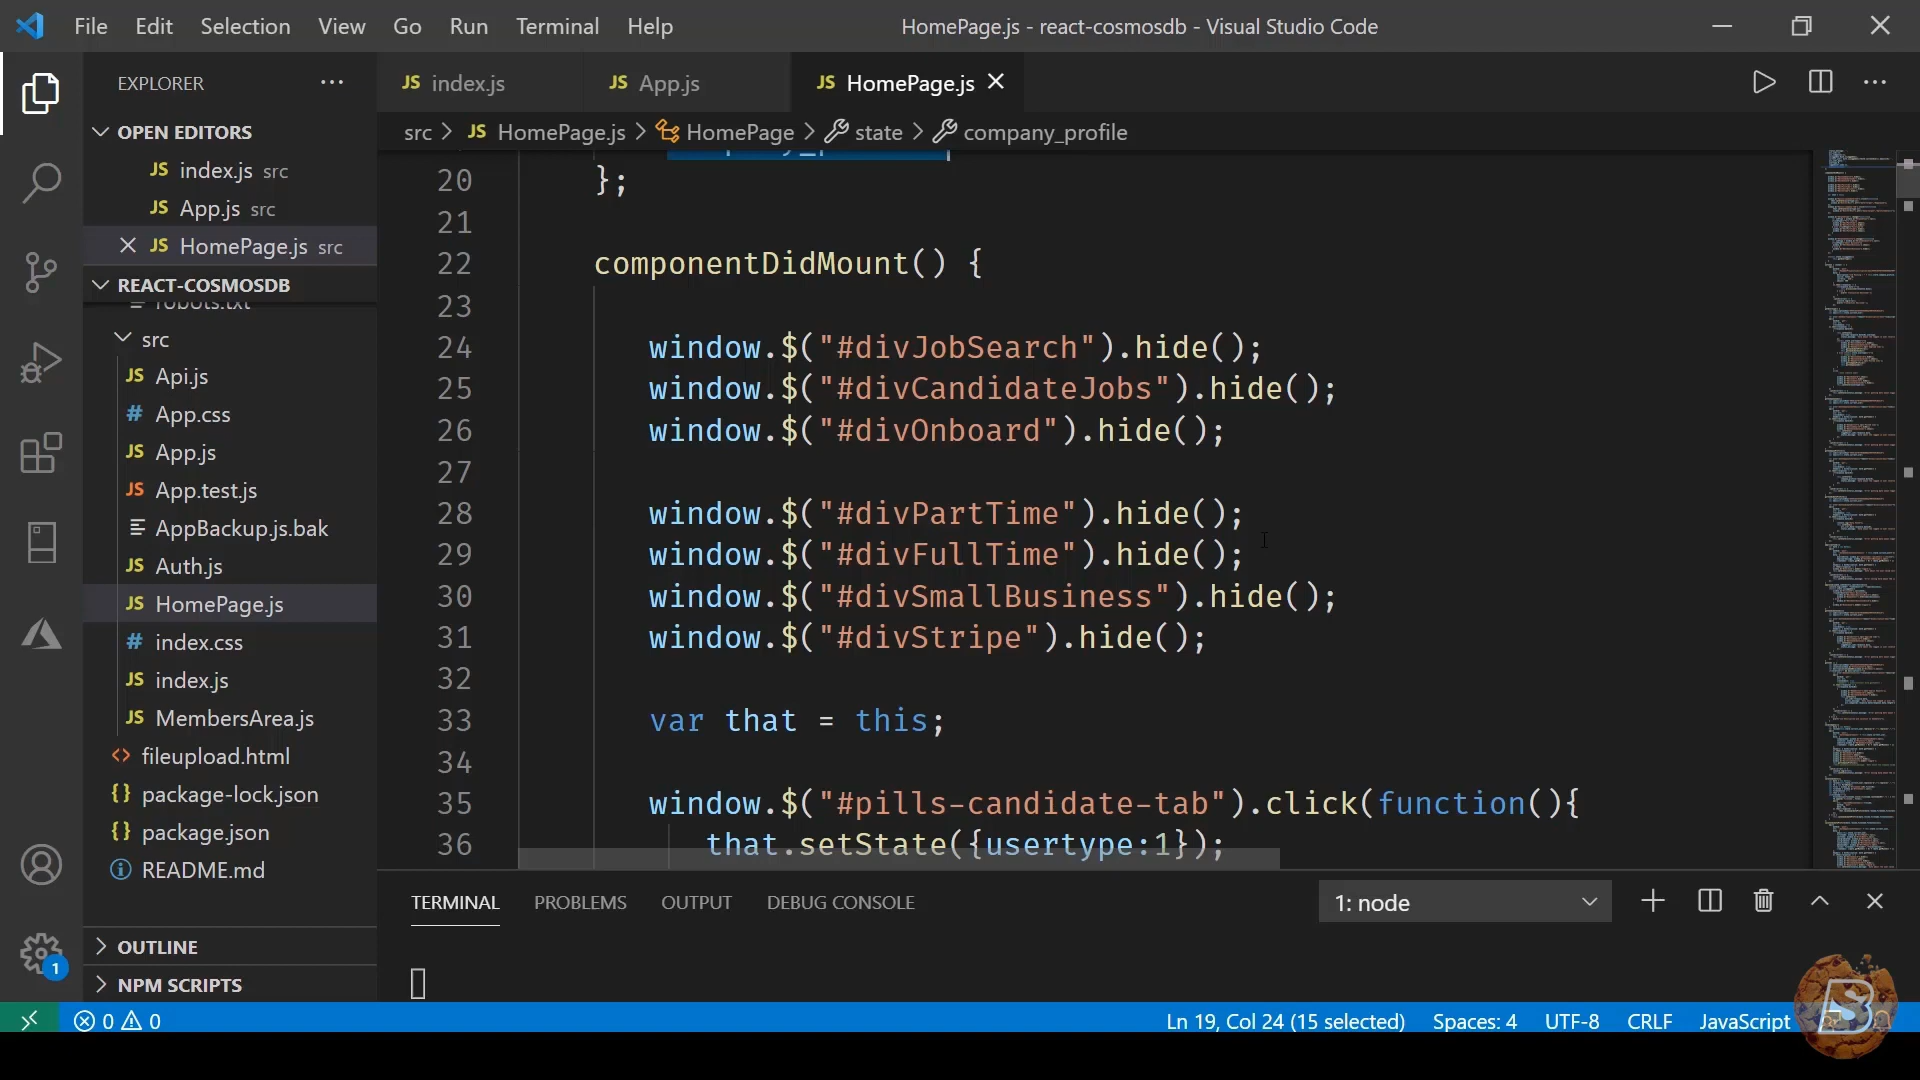 File Edit Selection View Go Run Terminal Help HomePage.js - react-cosmosdb - Visual Studio Code
EXPLORER ...
JS index.js JS App.js JS HomePage.js
src > JS HomePage.js > HomePage > state > company_profile
OPEN EDITORS
JS index.js src
JS App.js src
JS HomePage.js src
REACT-COSMOSDB
robots.txt
src
JS Api.js
# App.css
JS App.js
JS App.test.js
AppBackup.js.bak
JS Auth.js
JS HomePage.js
# index.css
JS index.js
JS MembersArea.js
<> fileupload.html
{} package-lock.json
{} package.json
README.md
OUTLINE
NPM SCRIPTS
20 };
21
22 componentDidMount() {
23
24 window.$("#divJobSearch").hide();
25 window.$("#divCandidateJobs").hide();
26 window.$("#divOnboard").hide();
27
28 window.$("#divPartTime").hide();
29 window.$("#divFullTime").hide();
30 window.$("#divSmallBusiness").hide();
31 window.$("#divStripe").hide();
32
33 var that = this;
34
35 window.$("#pills-candidate-tab").click(function(){
36 that.setState({usertype:1});
TERMINAL PROBLEMS OUTPUT DEBUG CONSOLE 1: node
1
0 0 Ln 19, Col 24 (15 selected) Spaces: 4 UTF-8 CRLF JavaScript
B